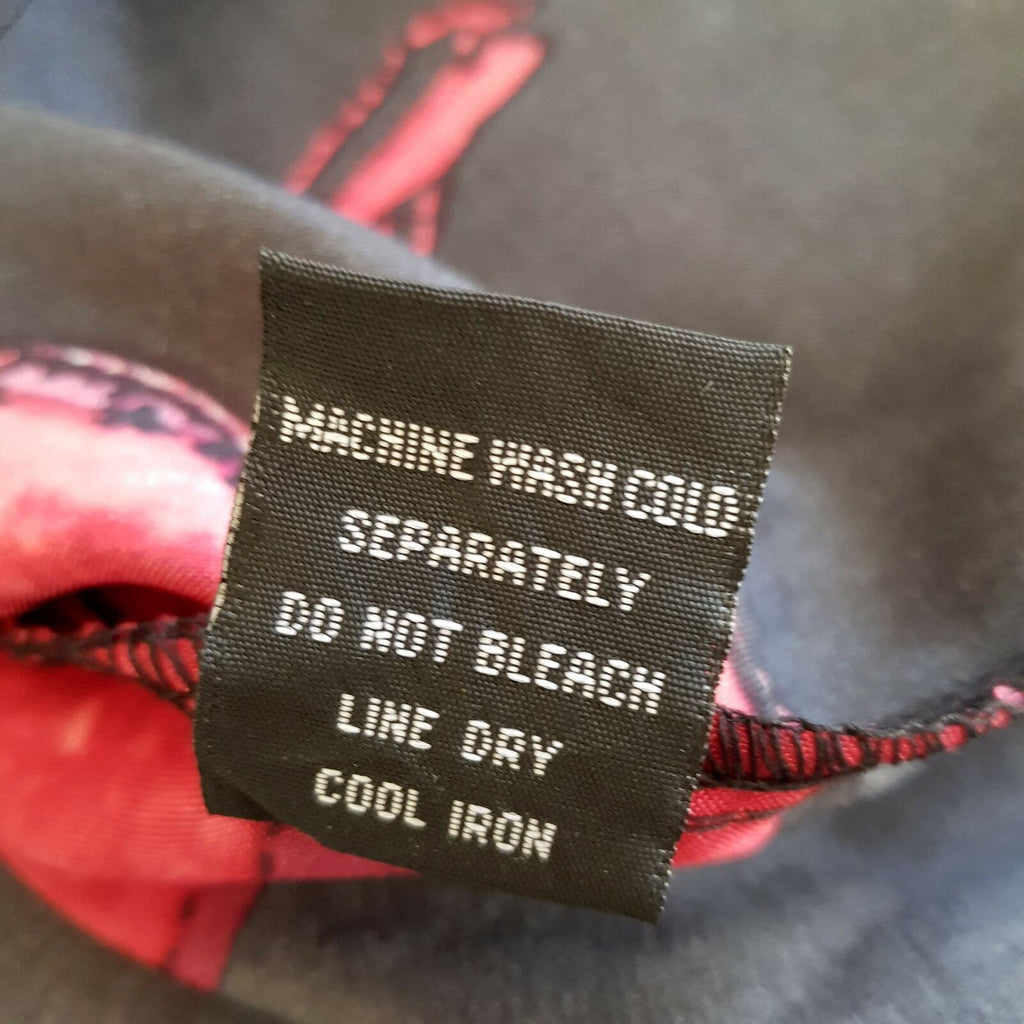 MACHINE WASH COLD
SEPARATELY
DO NOT BLEACH
LINE DRY
COOL IRON